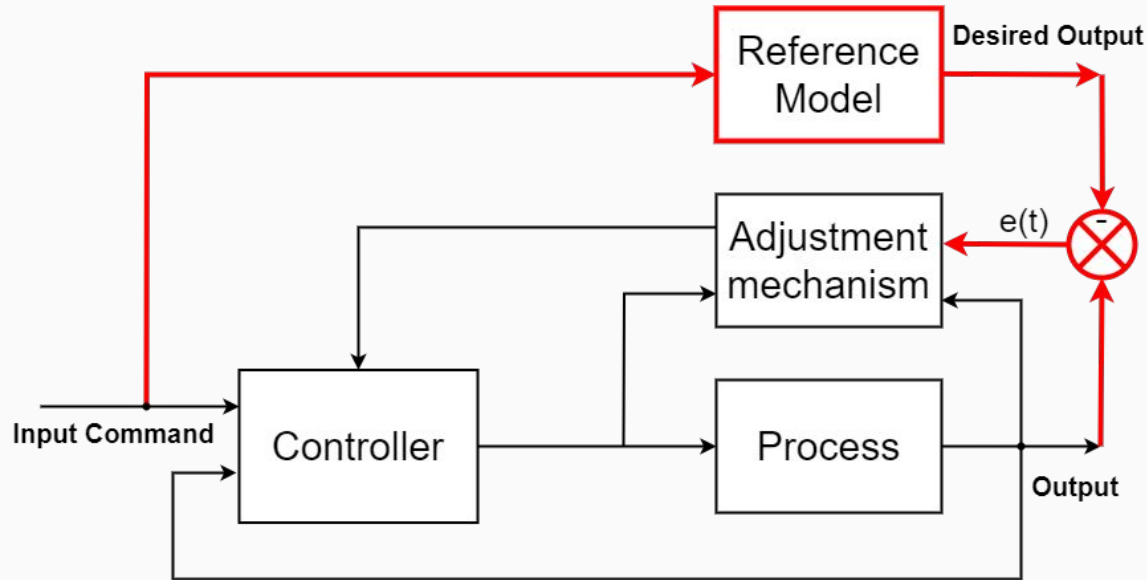 Reference
Model
Desired Output
-
e(t)
Adjustment
mechanism
Input Command
Controller
Process
Output